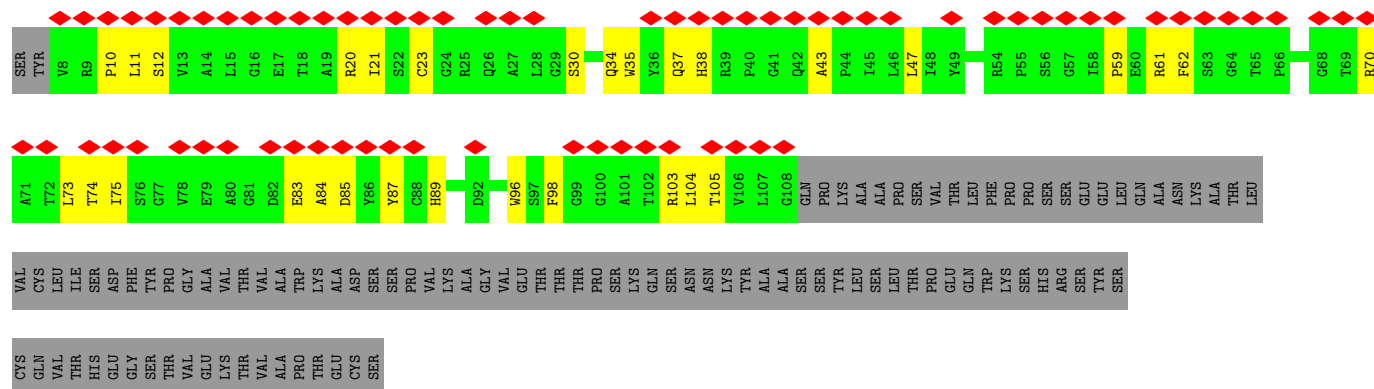 SER TYR V8 R9 P10 L11 S12 V13 A14 L15 G16 E17 T18 A19 R20 I21 S22 C23 G24 R25 Q26 A27 L28 G29 S30 Q34 W35 Y36 Q37 H38 R39 P40 G41 Q42 A43 P44 I45 L46 L47 I48 Y49 R54 P55 S56 G57 I58 P59 E60 R61 F62 S63 G64 T65 P66 G68 T69 R70
A71 T72 L73 T74 I75 S76 G77 V78 E79 A80 G81 D82 E83 A84 D85 Y86 Y87 C88 H89 D92 W96 S97 F98 G99 G100 A101 T102 R103 L104 T105 V106 L107 G108 GLN PRO LYS ALA ALA PRO SER VAL THR LEU PHE PRO PRO SER SER GLU GLU LEU GLN ALA ASN LYS ALA THR LEU
VAL CYS LEU ILE SER ASP PHE TYR PRO GLY ALA VAL THR VAL ALA TRP LYS ALA ASP SER SER PRO VAL LYS ALA GLY VAL GLU THR THR THR PRO SER LYS GLN SER ASN ASN LYS TYR ALA ALA SER SER TYR LEU SER LEU THR PRO GLU GLN TRP LYS SER HIS ARG SER TYR SER
CYS GLN VAL THR HIS GLU GLY SER THR VAL GLU LYS THR VAL ALA PRO THR GLU CYS SER